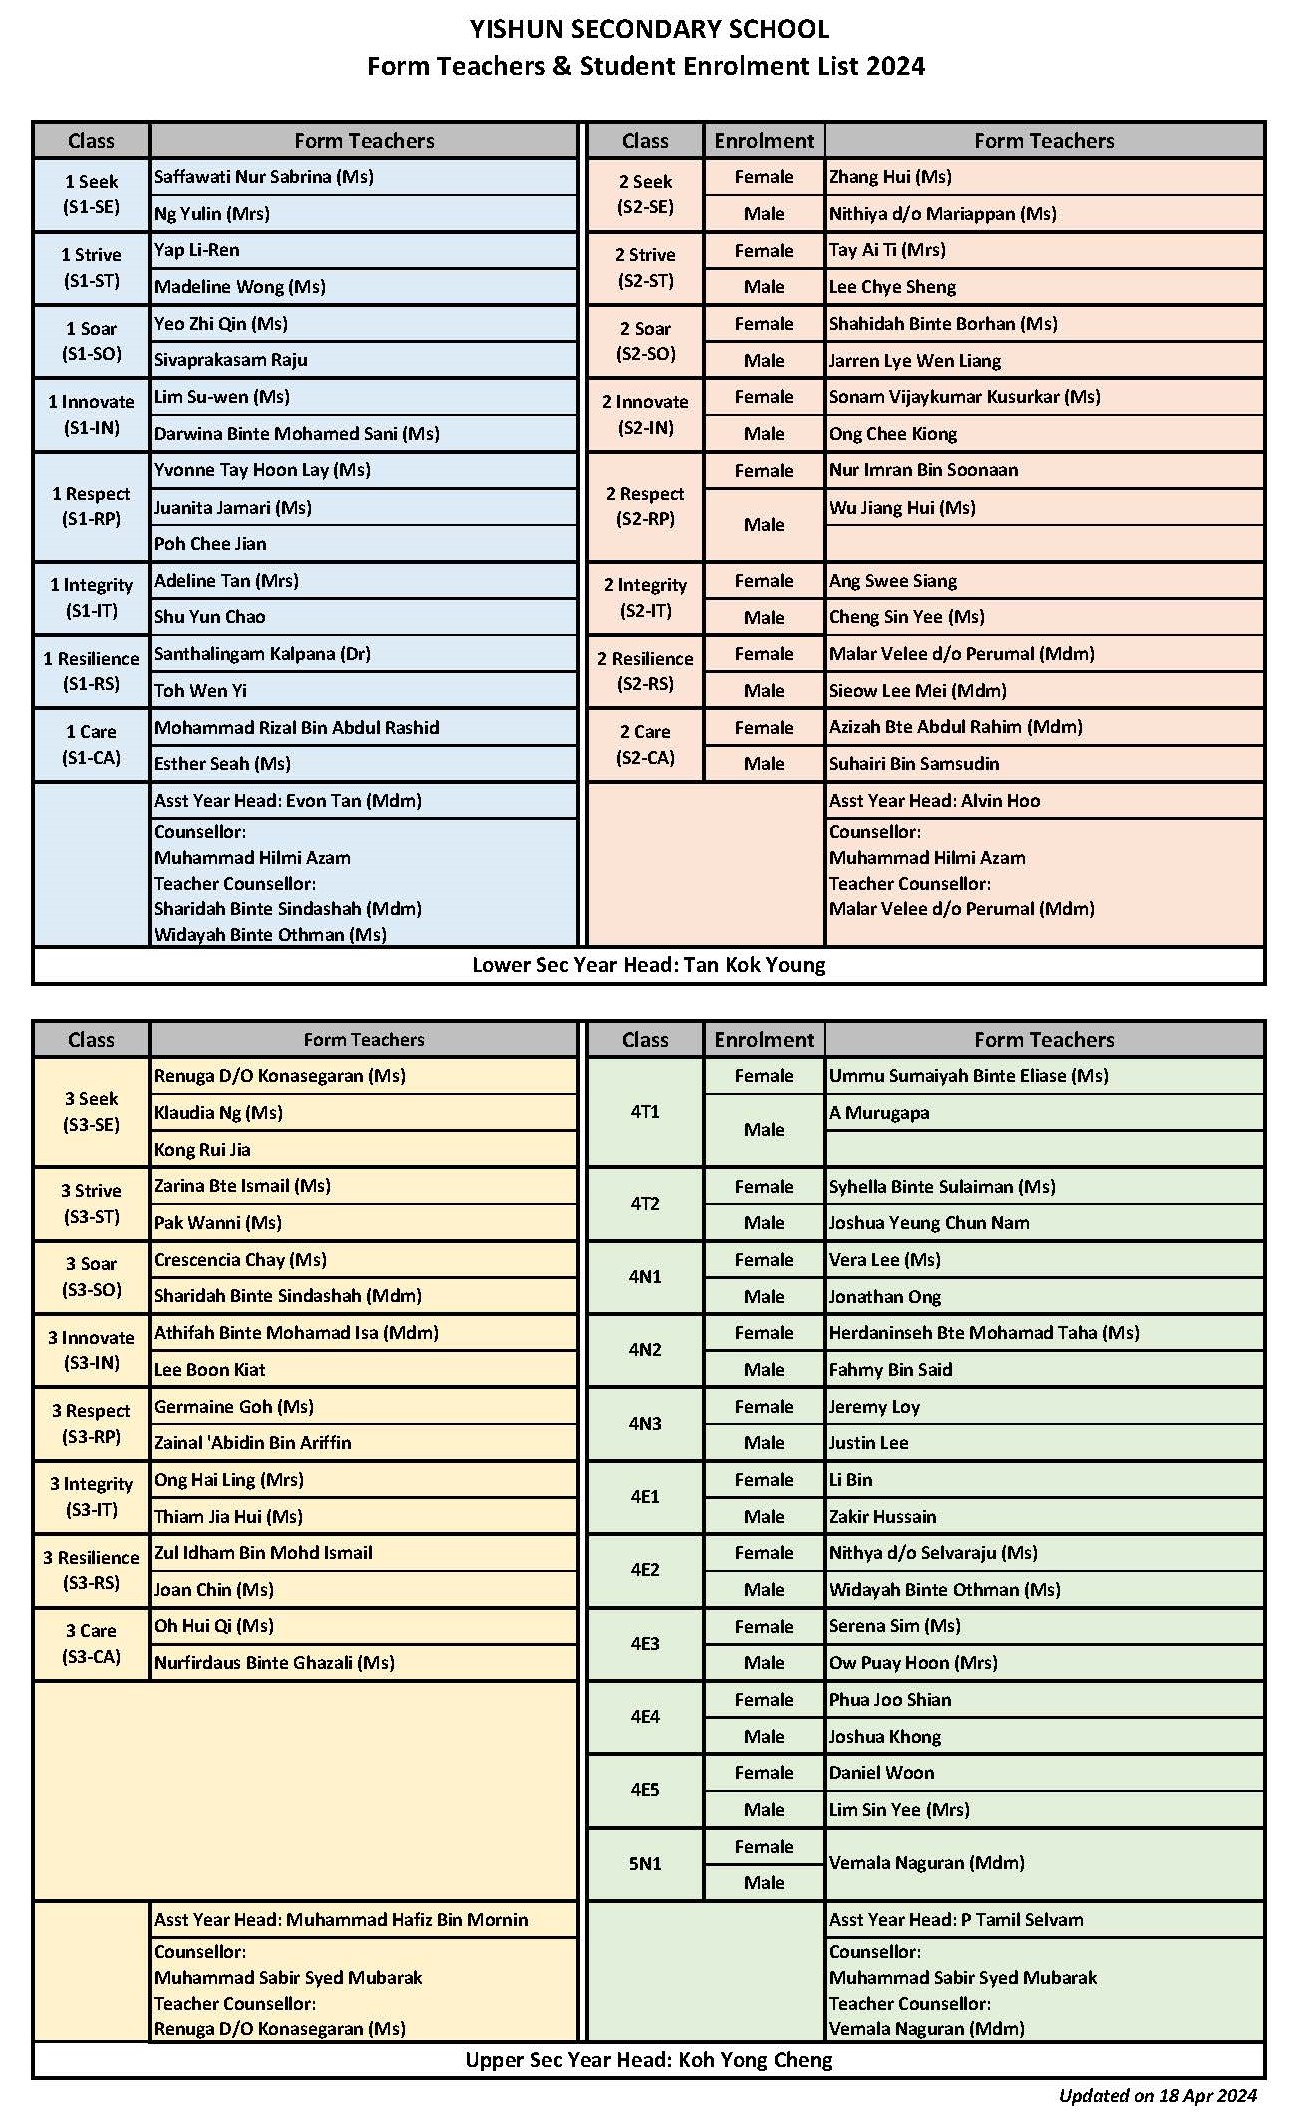 YISHUN SECONDARY SCHOOL
Form Teachers & Student Enrolment List 2024
Class Form Teachers
1 Seek
(S1-SE)
Saffawati Nur Sabrina (Ms)
Ng Yulin (Mrs)
1 Strive
(S1-ST)
Yap Li-Ren
Madeline Wong (Ms)
1 Soar
(S1-SO)
Yeo Zhi Qin (Ms)
Sivaprakasam Raju
1 Innovate
(S1-IN)
Lim Su-wen (Ms)
Darwina Binte Mohamed Sani (Ms)
1 Respect
(S1-RP)
Yvonne Tay Hoon Lay (Ms)
Juanita Jamari (Ms)
Poh Chee Jian
1 Integrity
(S1-IT)
Adeline Tan (Mrs)
Shu Yun Chao
1 Resilience
(S1-RS)
Santhalingam Kalpana (Dr)
Toh Wen Yi
1 Care
(S1-CA)
Mohammad Rizal Bin Abdul Rashid
Esther Seah (Ms)
Asst Year Head: Evon Tan (Mdm)
Counsellor:
Muhammad Hilmi Azam
Teacher Counsellor:
Sharidah Binte Sindashah (Mdm)
Widayah Binte Othman (Ms)
Class Enrolment Form Teachers
2 Seek
(S2-SE)
Female Zhang Hui (Ms)
Male Nithiya d/o Mariappan (Ms)
2 Strive
(S2-ST)
Female Tay Ai Ti (Mrs)
Male Lee Chye Sheng
2 Soar
(S2-SO)
Female Shahidah Binte Borhan (Ms)
Male Jarren Lye Wen Liang
2 Innovate
(S2-IN)
Female Sonam Vijaykumar Kusurkar (Ms)
Male Ong Chee Kiong
2 Respect
(S2-RP)
Female Nur Imran Bin Soonaan
Male Wu Jiang Hui (Ms)
2 Integrity
(S2-IT)
Female Ang Swee Siang
Male Cheng Sin Yee (Ms)
2 Resilience
(S2-RS)
Female Malar Velee d/o Perumal (Mdm)
Male Sieow Lee Mei (Mdm)
2 Care
(S2-CA)
Female Azizah Bte Abdul Rahim (Mdm)
Male Suhairi Bin Samsudin
Asst Year Head: Alvin Hoo
Counsellor:
Muhammad Hilmi Azam
Teacher Counsellor:
Malar Velee d/o Perumal (Mdm)
Lower Sec Year Head: Tan Kok Young
Class Form Teachers
3 Seek
(S3-SE)
Renuga D/O Konasegaran (Ms)
Klaudia Ng (Ms)
Kong Rui Jia
3 Strive
(S3-ST)
Zarina Bte Ismail (Ms)
Pak Wanni (Ms)
3 Soar
(S3-SO)
Crescencia Chay (Ms)
Sharidah Binte Sindashah (Mdm)
3 Innovate
(S3-IN)
Athifah Binte Mohamad Isa (Mdm)
Lee Boon Kiat
3 Respect
(S3-RP)
Germaine Goh (Ms)
Zainal 'Abidin Bin Ariffin
3 Integrity
(S3-IT)
Ong Hai Ling (Mrs)
Thiam Jia Hui (Ms)
3 Resilience
(S3-RS)
Zul Idham Bin Mohd Ismail
Joan Chin (Ms)
3 Care
(S3-CA)
Oh Hui Qi (Ms)
Nurfirdaus Binte Ghazali (Ms)
Asst Year Head: Muhammad Hafiz Bin Mornin
Counsellor:
Muhammad Sabir Syed Mubarak
Teacher Counsellor:
Renuga D/O Konasegaran (Ms)
Class Enrolment Form Teachers
4T1
Female Ummu Sumaiyah Binte Eliase (Ms)
Male A Murugapa
4T2
Female Syhella Binte Sulaiman (Ms)
Male Joshua Yeung Chun Nam
4N1
Female Vera Lee (Ms)
Male Jonathan Ong
4N2
Female Herdaninseh Bte Mohamad Taha (Ms)
Male Fahmy Bin Said
4N3
Female Jeremy Loy
Male Justin Lee
4E1
Female Li Bin
Male Zakir Hussain
4E2
Female Nithya d/o Selvaraju (Ms)
Male Widayah Binte Othman (Ms)
4E3
Female Serena Sim (Ms)
Male Ow Puay Hoon (Mrs)
4E4
Female Phua Joo Shian
Male Joshua Khong
4E5
Female Daniel Woon
Male Lim Sin Yee (Mrs)
5N1
Female
Male
Vemala Naguran (Mdm)
Asst Year Head: P Tamil Selvam
Counsellor:
Muhammad Sabir Syed Mubarak
Teacher Counsellor:
Vemala Naguran (Mdm)
Upper Sec Year Head: Koh Yong Cheng
Updated on 18 Apr 2024